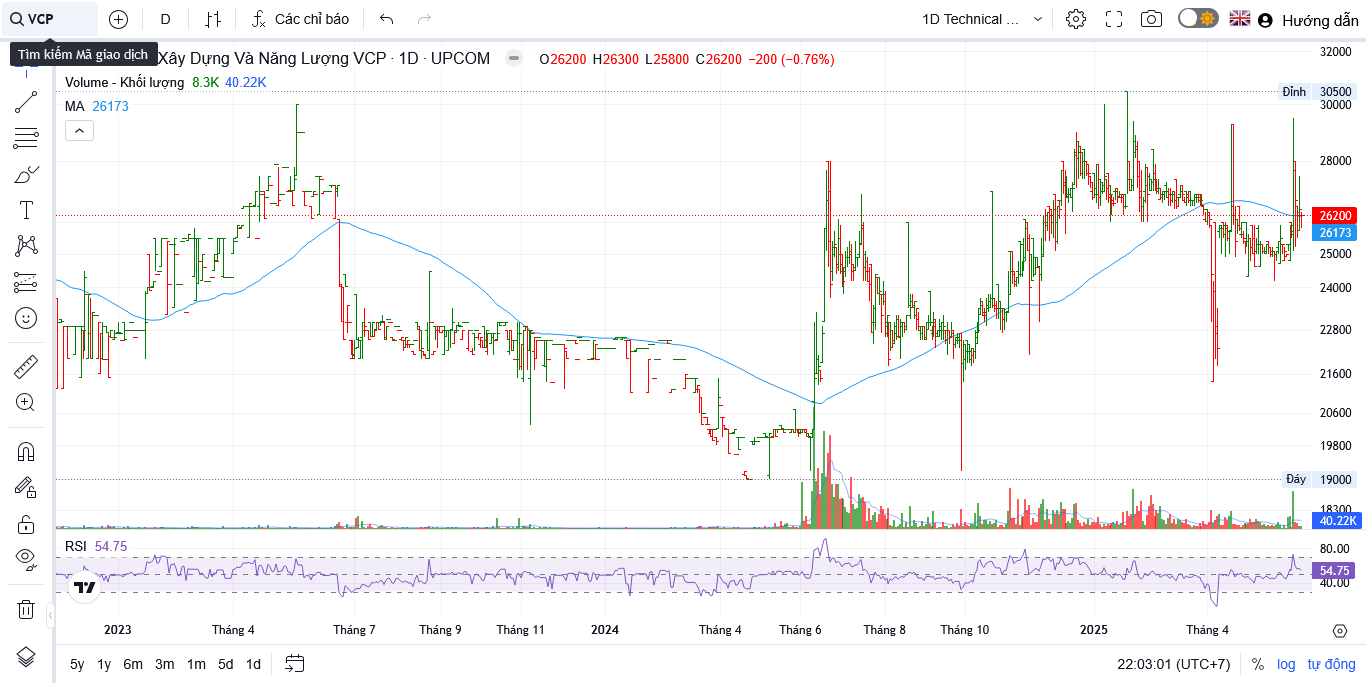 VCP D Các chỉ báo 1D Technical ... Hướng dẫn
Tìm kiếm Mã giao dịch
Xây Dựng Và Năng Lượng VCP · 1D · UPCOM O26200 H26300 L25800 C26200 −200 (−0.76%)
Volume - Khối lượng 8.3K 40.22K
MA 26173
32000
Đỉnh 30500
30000
28000
26200
26173
25000
24000
22800
21600
20600
19800
Đáy 19000
18300
40.22K
RSI 54.75
80.00
54.75
40.00
2023 Tháng 4 Tháng 7 Tháng 9 Tháng 11 2024 Tháng 4 Tháng 6 Tháng 8 Tháng 10 2025 Tháng 4
5y 1y 6m 3m 1m 5d 1d 22:03:01 (UTC+7) % log tự động